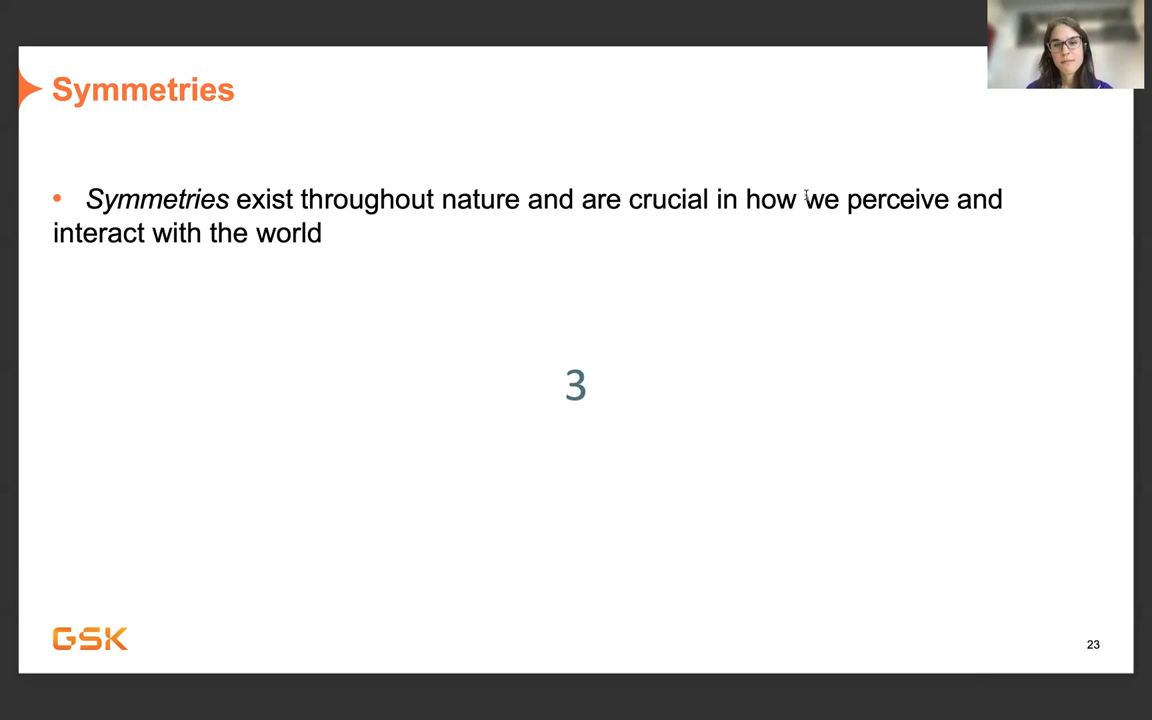 Symmetries
• Symmetries exist throughout nature and are crucial in how we perceive and
interact with the world
3
GSK
23